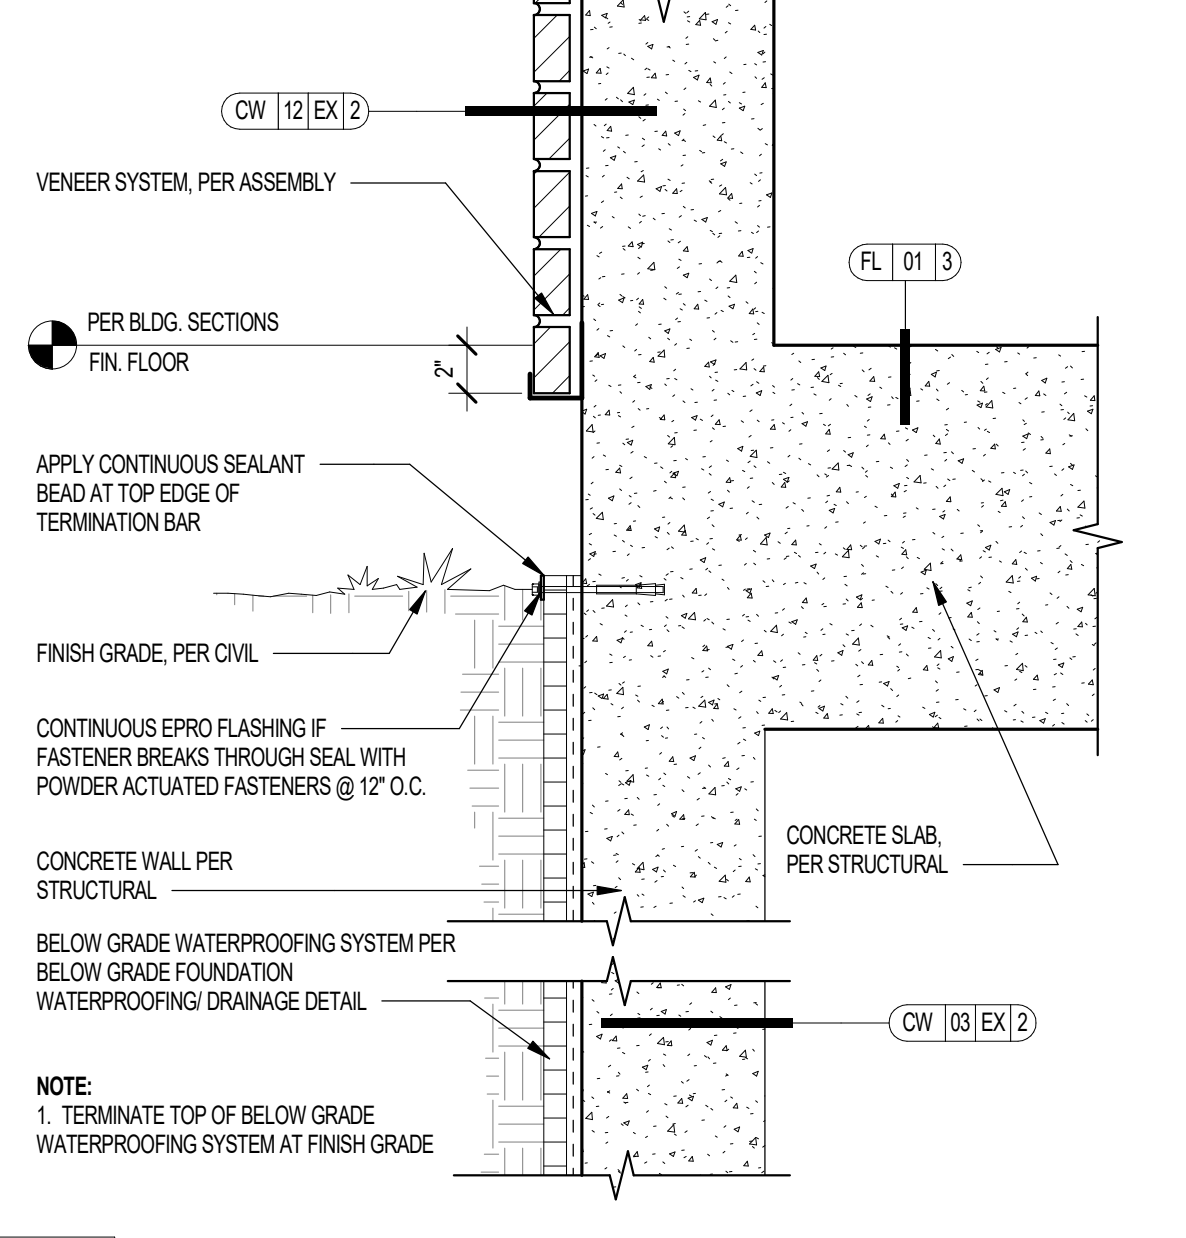 CW 12 EX 2
VENEER SYSTEM, PER ASSEMBLY
FL 01 3
PER BLDG. SECTIONS
FIN. FLOOR
2"
APPLY CONTINUOUS SEALANT
BEAD AT TOP EDGE OF
TERMINATION BAR
FINISH GRADE, PER CIVIL
CONTINUOUS EPRO FLASHING IF
FASTENER BREAKS THROUGH SEAL WITH
POWDER ACTUATED FASTENERS @ 12" O.C.
CONCRETE SLAB,
PER STRUCTURAL
CONCRETE WALL PER
STRUCTURAL
BELOW GRADE WATERPROOFING SYSTEM PER
BELOW GRADE FOUNDATION
WATERPROOFING/ DRAINAGE DETAIL
CW 03 EX 2
NOTE:
1. TERMINATE TOP OF BELOW GRADE
WATERPROOFING SYSTEM AT FINISH GRADE